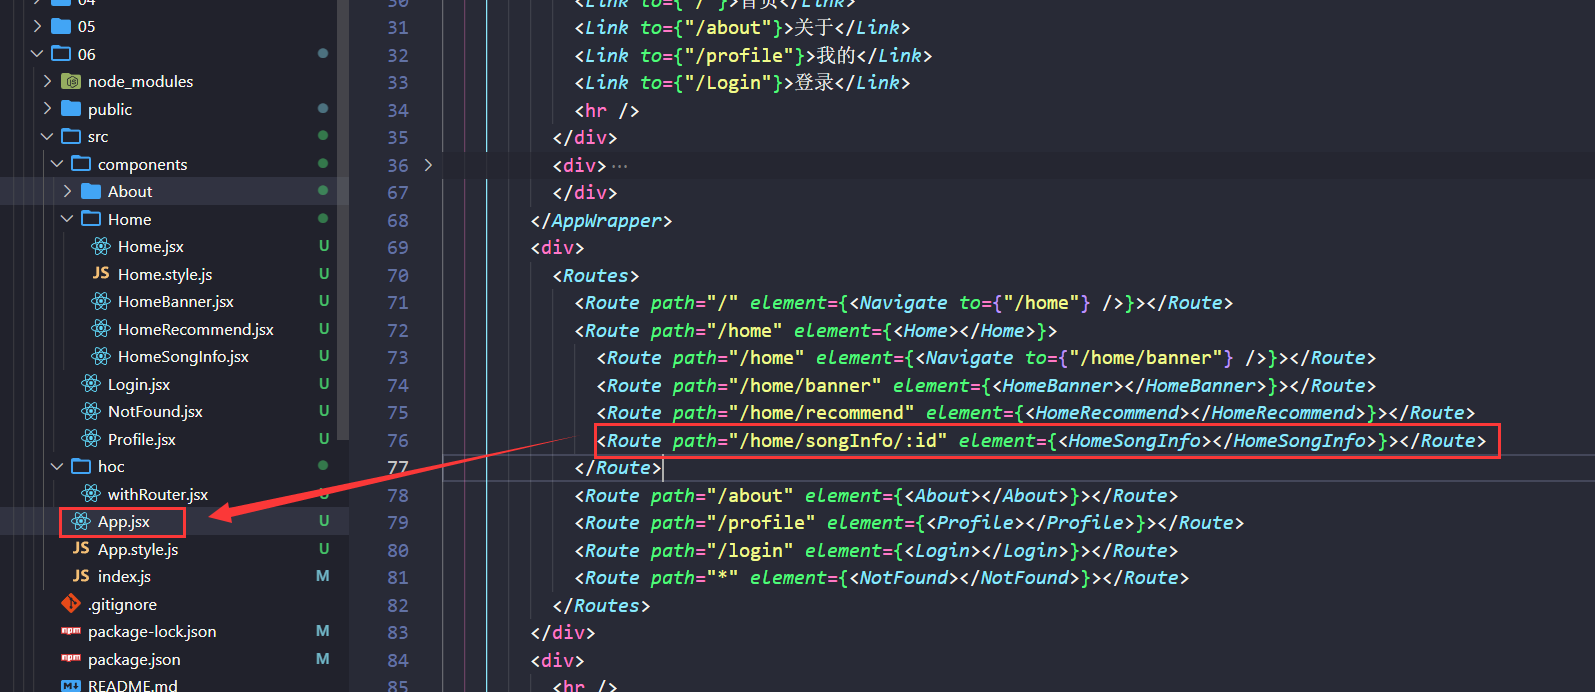 04
05
06
node_modules
public
src
components
About
Home
Home.jsx U
JS Home.style.js U
HomeBanner.jsx U
HomeRecommend.jsx U
HomeSongInfo.jsx U
Login.jsx U
NotFound.jsx U
Profile.jsx U
hoc
withRouter.jsx U
App.jsx U
JS App.style.js U
JS index.js M
.gitignore
npm package-lock.json M
npm package.json M
README.md
30 <Link to={"/"}>首页</Link>
31 <Link to={"/about"}>关于</Link>
32 <Link to={"/profile"}>我的</Link>
33 <Link to={"/Login"}>登录</Link>
34 <hr />
35 </div>
36 <div>···
67 </div>
68 </AppWrapper>
69 <div>
70 <Routes>
71 <Route path="/" element={<Navigate to={"/home"} />}></Route>
72 <Route path="/home" element={<Home></Home>}>
73 <Route path="/home" element={<Navigate to={"/home/banner"} />}></Route>
74 <Route path="/home/banner" element={<HomeBanner></HomeBanner>}></Route>
75 <Route path="/home/recommend" element={<HomeRecommend></HomeRecommend>}></Route>
76 <Route path="/home/songInfo/:id" element={<HomeSongInfo></HomeSongInfo>}></Route>
77 </Route>
78 <Route path="/about" element={<About></About>}></Route>
79 <Route path="/profile" element={<Profile></Profile>}></Route>
80 <Route path="/login" element={<Login></Login>}></Route>
81 <Route path="*" element={<NotFound></NotFound>}></Route>
82 </Routes>
83 </div>
84 <div>
85 <hr />